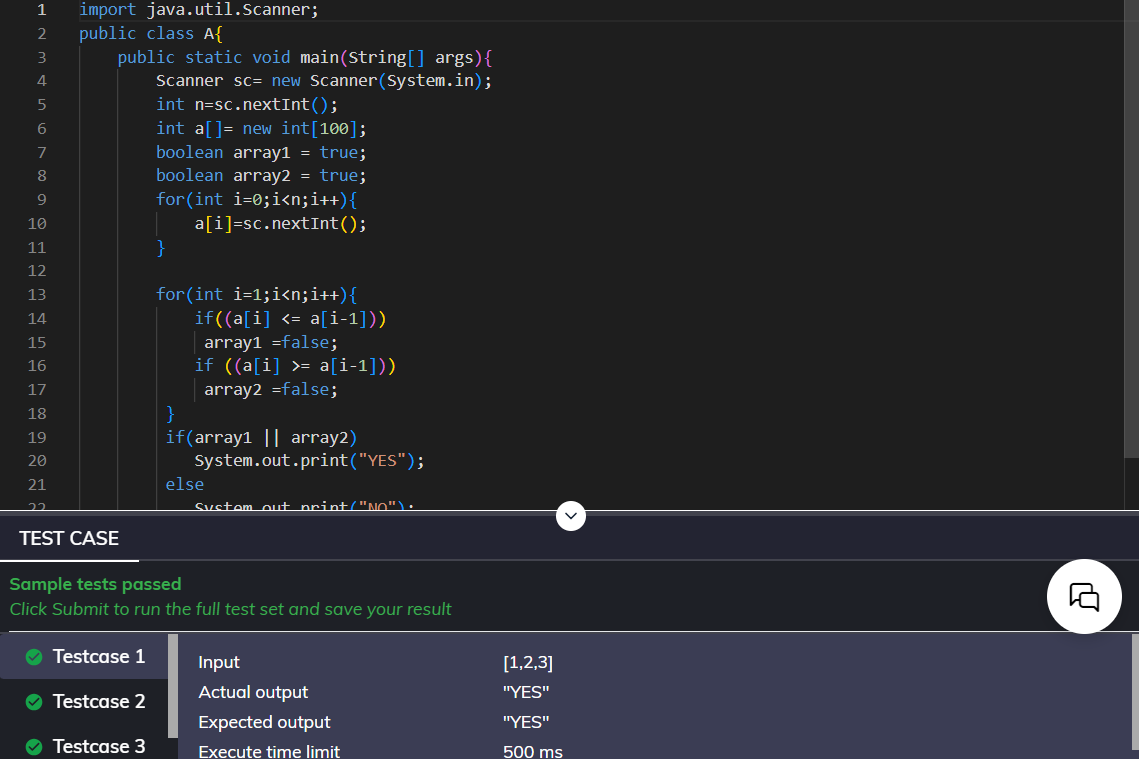 1 import java.util.Scanner;
2 public class A{
3 public static void main(String[] args){
4 Scanner sc= new Scanner(System.in);
5 int n=sc.nextInt();
6 int a[]= new int[100];
7 boolean array1 = true;
8 boolean array2 = true;
9 for(int i=0;i<n;i++){
10 a[i]=sc.nextInt();
11 }
12
13 for(int i=1;i<n;i++){
14 if((a[i] <= a[i-1]))
15 array1 =false;
16 if ((a[i] >= a[i-1]))
17 array2 =false;
18 }
19 if(array1 || array2)
20 System.out.print("YES");
21 else
22 System.out.print("NO");
TEST CASE
Sample tests passed
Click Submit to run the full test set and save your result
Testcase 1
Testcase 2
Testcase 3
Input [1,2,3]
Actual output "YES"
Expected output "YES"
Execute time limit 500 ms